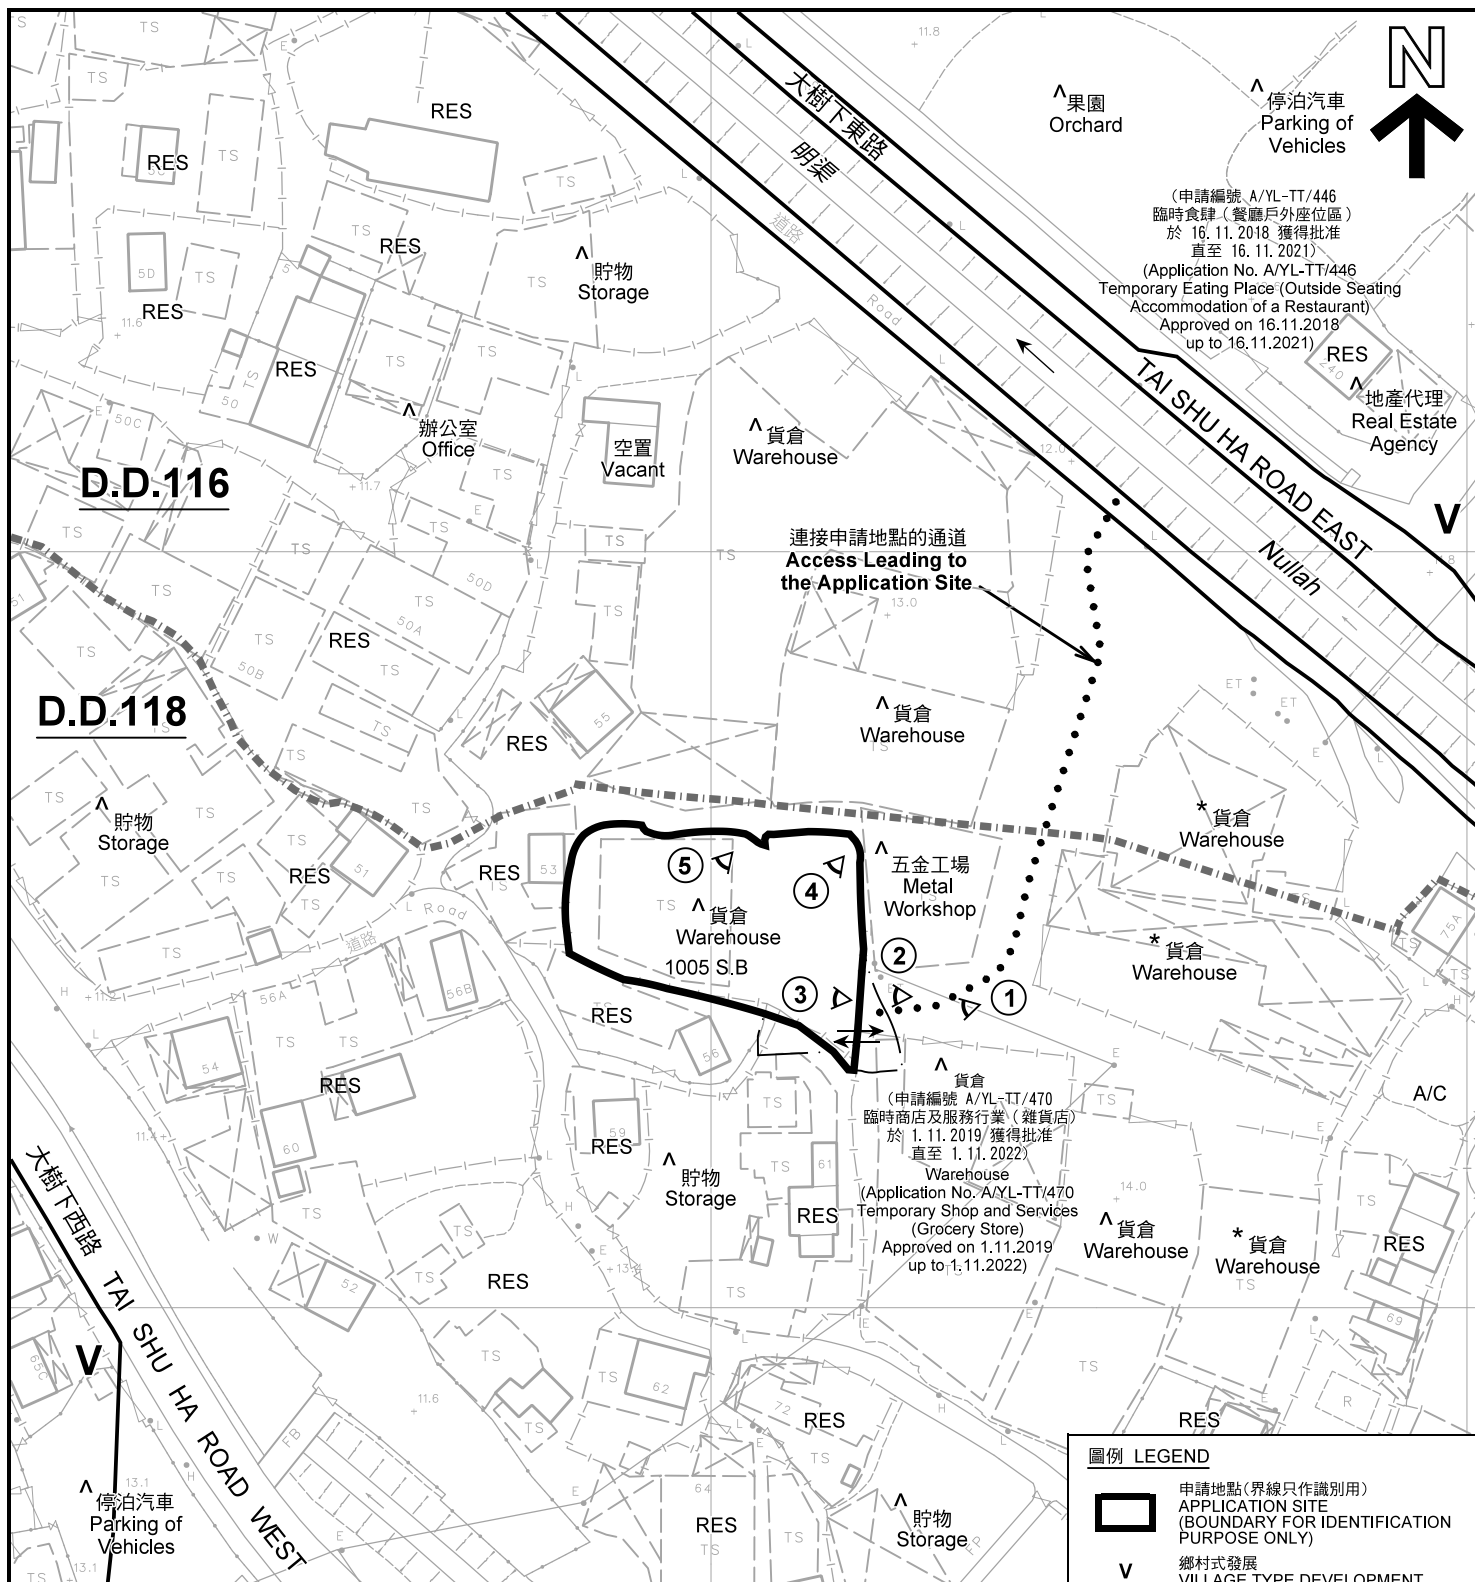 N
大樹下東路
明渠
^果園
Orchard
^停泊汽車
Parking of
Vehicles
(申請編號 A/YL-TT/446
臨時食肆（餐廳戶外座位區）
於 16.11.2018 獲得批准
直至 16.11.2021)
(Application No. A/YL-TT/446
Temporary Eating Place (Outside Seating
Accommodation of a Restaurant)
Approved on 16.11.2018
up to 16.11.2021)
RES
240
^地產代理
Real Estate
Agency
TAI SHU HA ROAD EAST
Nullah
V
RES
RES
RES
RES
RES
^貯物
Storage
道路
Road
^辦公室
Office
空置
Vacant
^貨倉
Warehouse
D.D.116
連接申請地點的通道
Access Leading to
the Application Site
D.D.118
RES
RES
^貨倉
Warehouse
^貯物
Storage
*貨倉
Warehouse
RES
RES
53
51
55
⑤
④
^貨倉
Warehouse
1005 S.B
^五金工場
Metal
Workshop
②
③
①
*貨倉
Warehouse
道路 Road
RES
RES
A/C
^貨倉
(申請編號 A/YL-TT/470
臨時商店及服務行業（雜貨店）
於 1.11.2019 獲得批准
直至 1.11.2022)
Warehouse
(Application No. A/YL-TT/470
Temporary Shop and Services
(Grocery Store)
Approved on 1.11.2019
up to 1.11.2022)
RES
^貯物
Storage
RES
^貨倉
Warehouse
*貨倉
Warehouse
RES
RES
大樹下西路 TAI SHU HA ROAD WEST
V
RES
RES
RES
^停泊汽車
Parking of
Vehicles
^貯物
Storage
圖例 LEGEND
申請地點(界線只作識別用)
APPLICATION SITE
(BOUNDARY FOR IDENTIFICATION
PURPOSE ONLY)
V 鄉村式發展
VILLAGE TYPE DEVELOPMENT